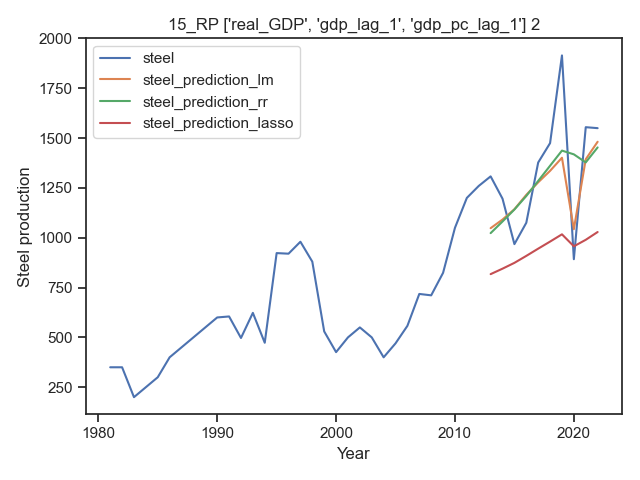 15_RP ['real_GDP', 'gdp_lag_1', 'gdp_pc_lag_1'] 2
steel
steel_prediction_lm
steel_prediction_rr
steel_prediction_lasso
Steel production
2000
1750
1500
1250
1000
750
500
250
1980
1990
2000
2010
2020
Year